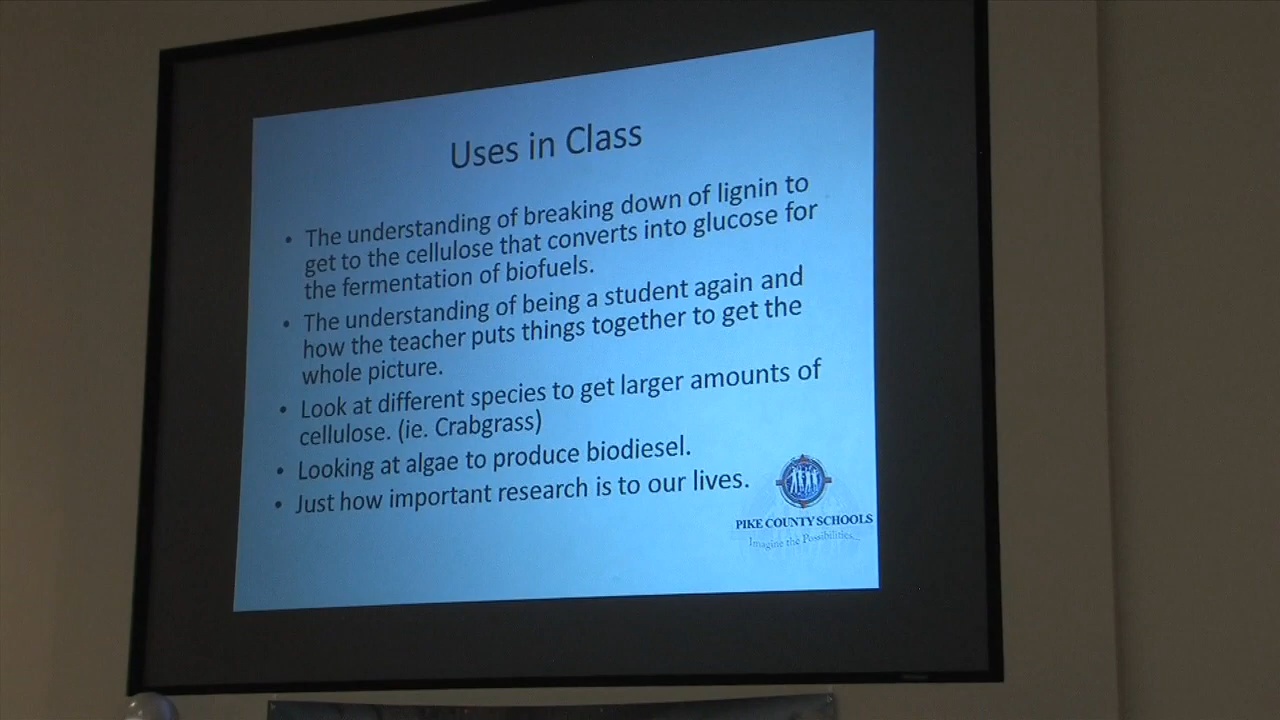 Uses in Class
• The understanding of breaking down of lignin to
get to the cellulose that converts into glucose for
the fermentation of biofuels.
• The understanding of being a student again and
how the teacher puts things together to get the
whole picture.
• Look at different species to get larger amounts of
cellulose. (ie. Crabgrass)
• Looking at algae to produce biodiesel.
• Just how important research is to our lives.
PIKE COUNTY SCHOOLS
Imagine the Possibilities...